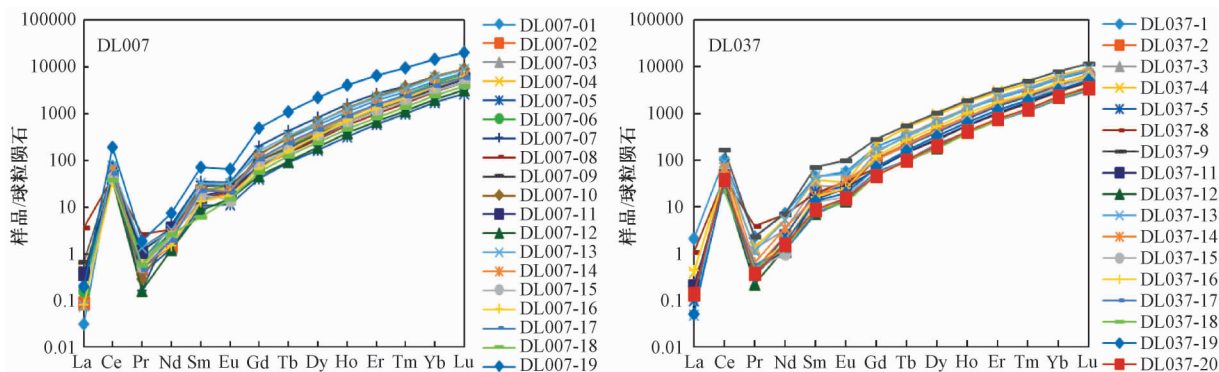 样品/球粒陨石
100000
10000
1000
100
10
1
0.1
0.01
DL007
La Ce Pr Nd Sm Eu Gd Tb Dy Ho Er Tm Yb Lu
DL007-01
DL007-02
DL007-03
DL007-04
DL007-05
DL007-06
DL007-07
DL007-08
DL007-09
DL007-10
DL007-11
DL007-12
DL007-13
DL007-14
DL007-15
DL007-16
DL007-17
DL007-18
DL007-19
样品/球粒陨石
100000
10000
1000
100
10
1
0.1
0.01
DL037
La Ce Pr Nd Sm Eu Gd Tb Dy Ho Er Tm Yb Lu
DL037-1
DL037-2
DL037-3
DL037-4
DL037-5
DL037-8
DL037-9
DL037-11
DL037-12
DL037-13
DL037-14
DL037-15
DL037-16
DL037-17
DL037-18
DL037-19
DL037-20